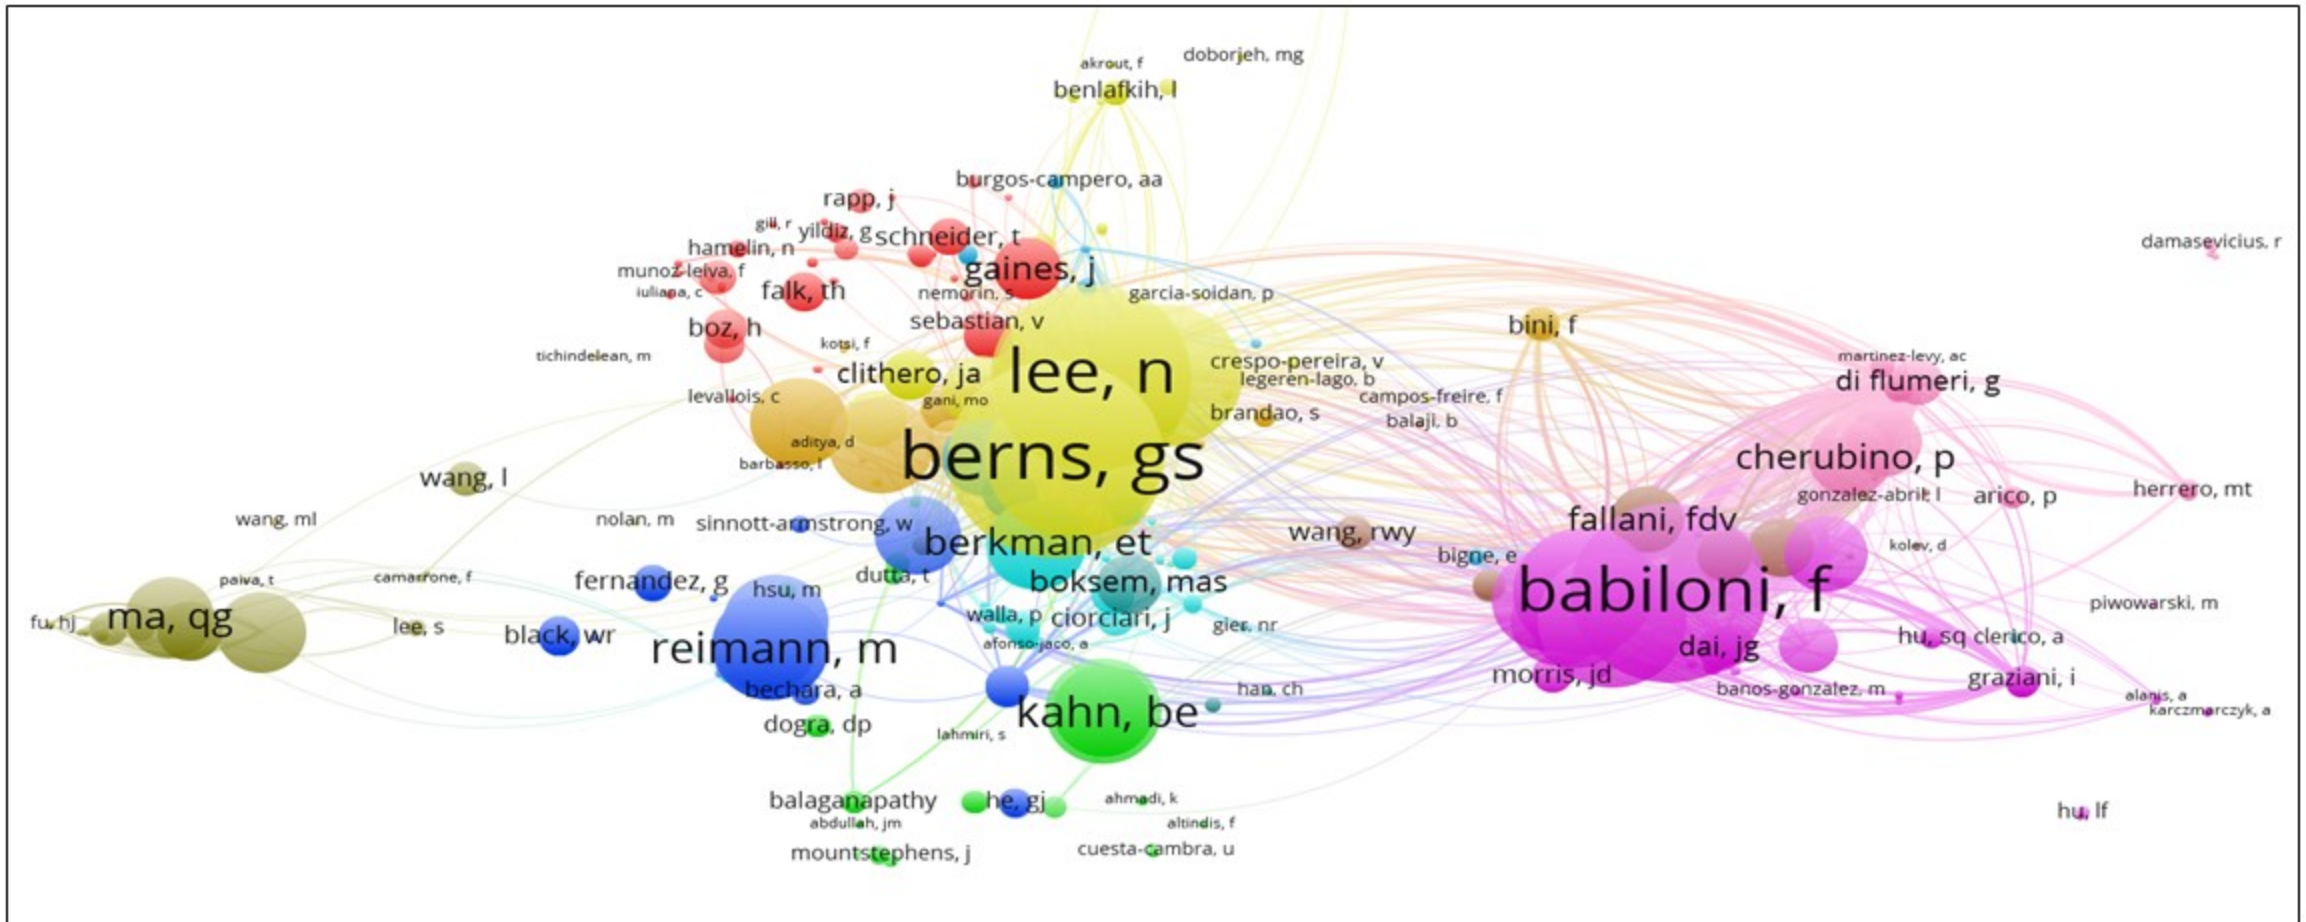 doborjeh, mg
akrout, f
benlafkih, l
burgos-campero, aa
rapp, j
gill, r
yildiz, g
schneider, t
hamelin, n
damasevicius, r
munoz-leiva, f
gaines, j
iuliana, c
falk, th
nemorin, s
garcia-soidan, p
sebastian, v
bini, f
boz, h
kotsi, f
tichindelean, m
martinez-levy, ac
crespo-pereira, v
lee, n
clithero, ja
legeren-lago, b
di flumeri, g
levallois, c
gani, mo
campos-freire, f
brandao, s
balaji, b
aditya, d
berns, gs
cherubino, p
barbasso, l
wang, l
herrero, mt
gonzalez-abril, l
arico, p
wang, ml
nolan, m
sinnott-armstrong, w
fallani, fdv
wang, rwy
berkman, et
kolev, d
bigne, e
dutta, t
camarrone, f
paiva, t
fernandez, g
boksem, mas
hsu, m
babiloni, f
piwowarski, m
ma, qg
walla, p
ciorciari, j
fu, hj
lee, s
gier, nr
black, wr
hu, sq
clerico, a
afonso-jaco, a
reimann, m
dai, jg
morris, jd
graziani, i
bechara, a
han, ch
banos-gonzalez, m
alanis, a
karczmarczyk, a
kahn, be
dogra, dp
lahmiri, s
balaganapathy
he, gj
ahmadi, k
hu, lf
abdullah, jm
altindis, f
mountstephens, j
cuesta-cambra, u